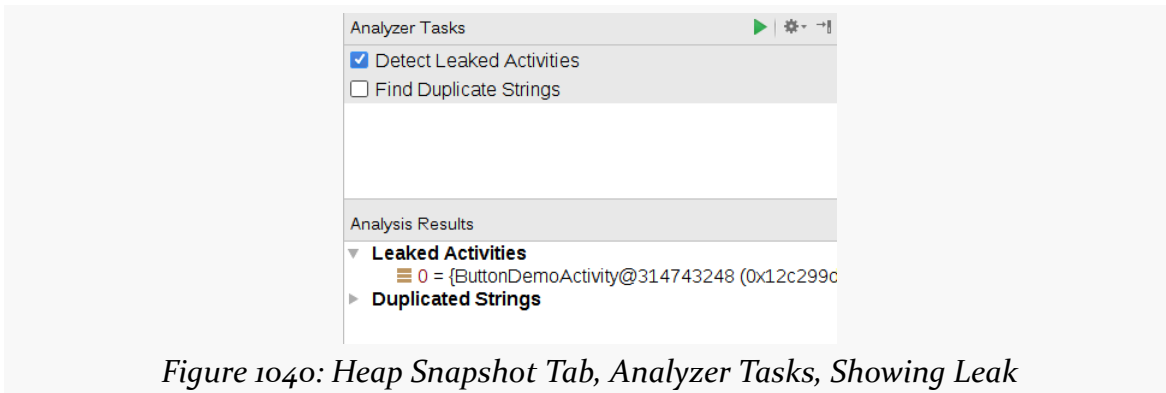 Analyzer Tasks
Detect Leaked Activities
Find Duplicate Strings
Analysis Results
Leaked Activities
0 = {ButtonDemoActivity@314743248 (0x12c299d
Duplicated Strings
Figure 1040: Heap Snapshot Tab, Analyzer Tasks, Showing Leak